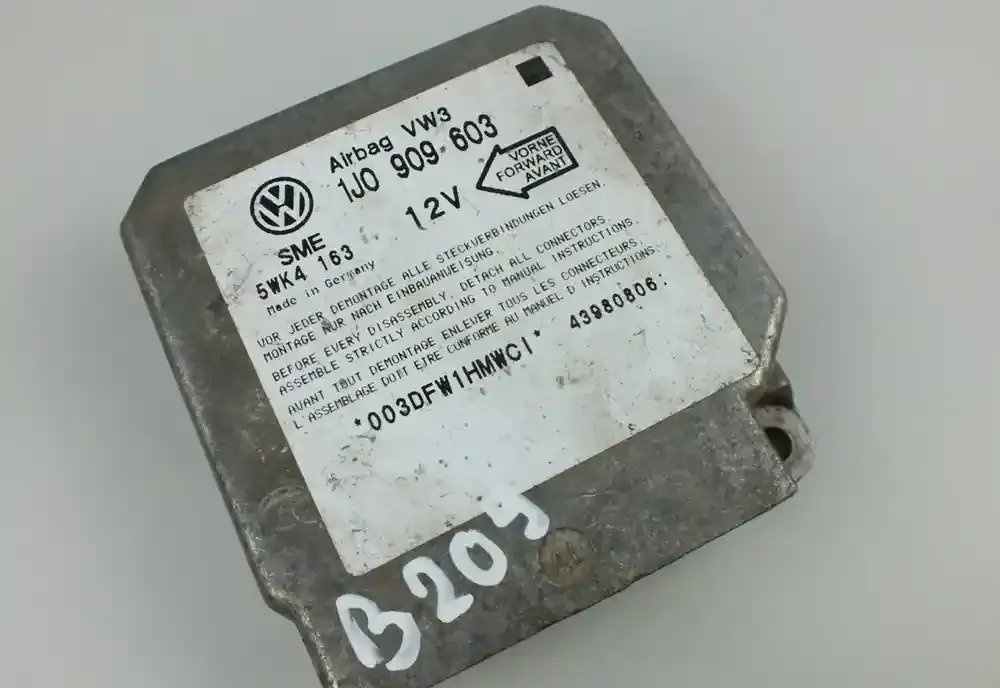 Airbag VW3
1J0 909 603
12V
VORNE
FORWARD
AVANT
SME
5WK4 163
Made in Germany
VOR JEDER DEMONTAGE ALLE STECKVERBINDUNGEN LOESEN.
MONTAGE NUR NACH EINBAUANWEISUNG.
BEFORE EVERY DISASSEMBLY, DETACH ALL CONNECTORS.
ASSEMBLE STRICTLY ACCORDING TO MANUAL INSTRUCTIONS.
AVANT TOUT DEMONTAGE ENLEVER TOUS LES CONNECTEURS.
L'ASSEMBLAGE DOIT ETRE CONFORME AU MANUEL D'INSTRUCTIONS.
*003DFW1HMWCI* 43980806